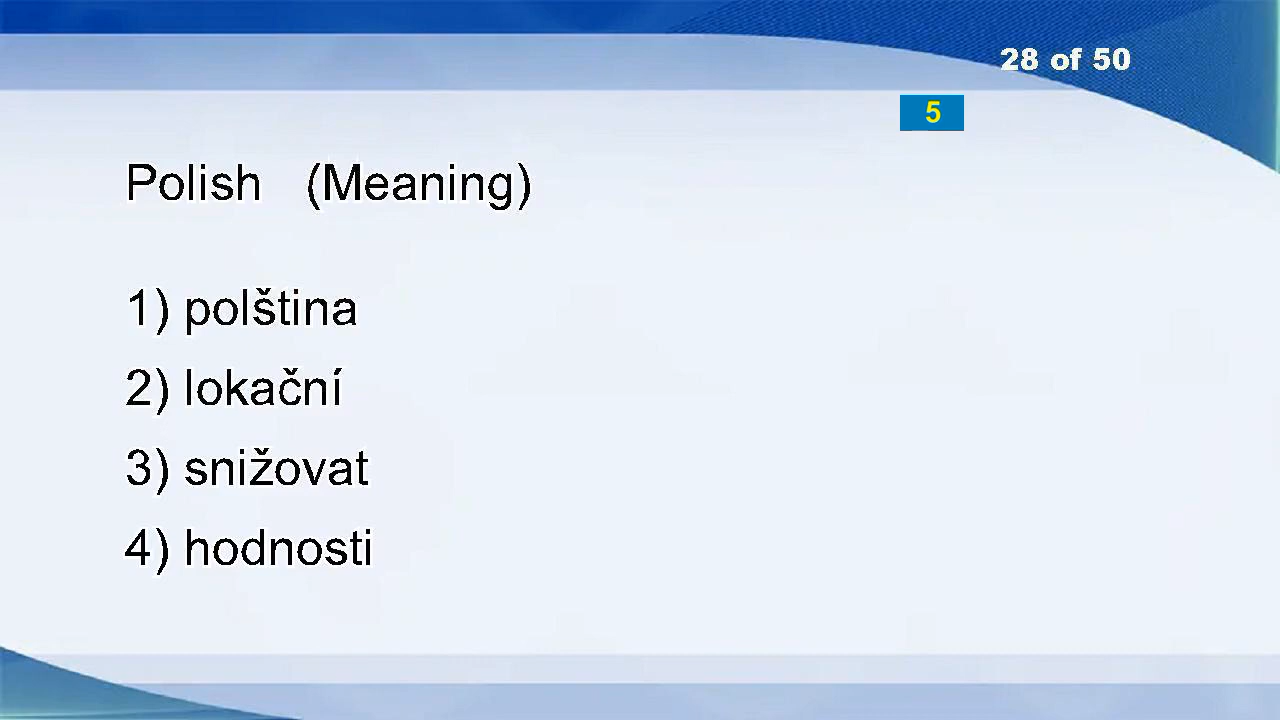 28 of 50
5
Polish (Meaning)
1) polština
2) lokační
3) snižovat
4) hodnosti